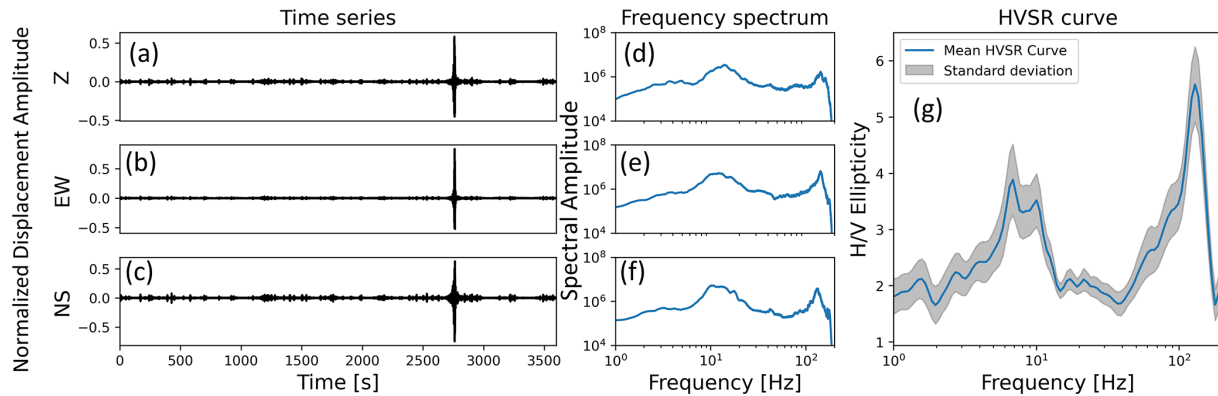 Time series
Frequency spectrum
HVSR curve
Normalized Displacement Amplitude
Z
0.5
0.0
−0.5
(a)
EW
0.5
0.0
−0.5
(b)
NS
0.5
0.0
−0.5
(c)
0 500 1000 1500 2000 2500 3000 3500
Time [s]
Spectral Amplitude
10^8
10^6
10^4
(d)
10^8
10^6
10^4
(e)
10^8
10^6
10^4
(f)
10^0 10^1 10^2
Frequency [Hz]
H/V Ellipticity
6
5
4
3
2
1
Mean HVSR Curve
Standard deviation
(g)
10^0 10^1 10^2
Frequency [Hz]